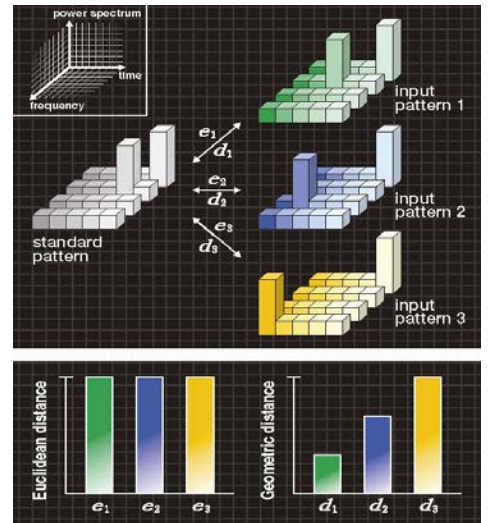 power spectrum
time
frequency
input
pattern 1
e1
d1
e2
d2
input
pattern 2
e3
d3
standard
pattern
input
pattern 3
Euclidean distance
e1 e2 e3
Geometric distance
d1 d2 d3